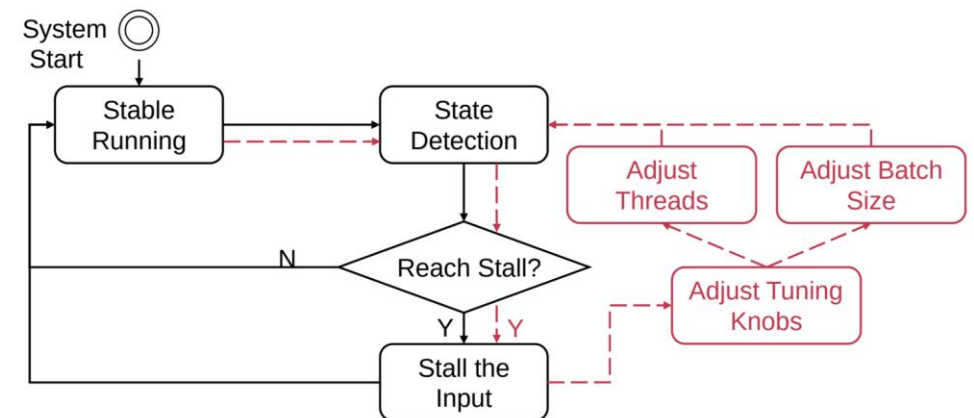 System
Start
Stable
Running
State
Detection
Adjust
Threads
Adjust Batch
Size
N
Reach Stall?
Adjust Tuning
Knobs
Y
Y
Stall the
Input